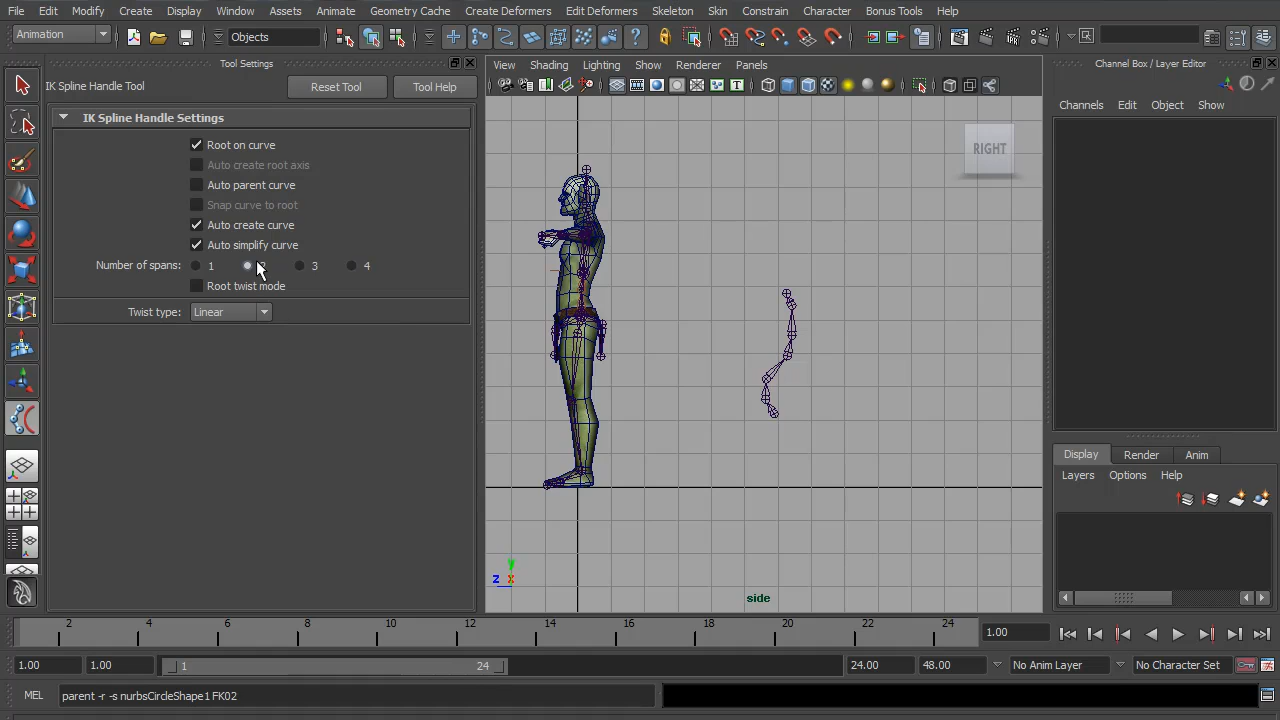 File Edit Modify Create Display Window Assets Animate Geometry Cache Create Deformers Edit Deformers Skeleton Skin Constrain Character Bonus Tools Help
Animation Objects
Tool Settings
Channel Box / Layer Editor
View Shading Lighting Show Renderer Panels
IK Spline Handle Tool Reset Tool Tool Help
Channels Edit Object Show
IK Spline Handle Settings
Root on curve
Auto create root axis
Auto parent curve
Snap curve to root
Auto create curve
Auto simplify curve
Number of spans: 1 3 4
Root twist mode
Twist type: Linear
RIGHT
Display Render Anim
Layers Options Help
y
z x
side
2 4 6 8 10 12 14 16 18 20 22 24 1.00
1.00 1.00 1 24 24.00 48.00 No Anim Layer No Character Set
MEL parent -r -s nurbsCircleShape1 FK02